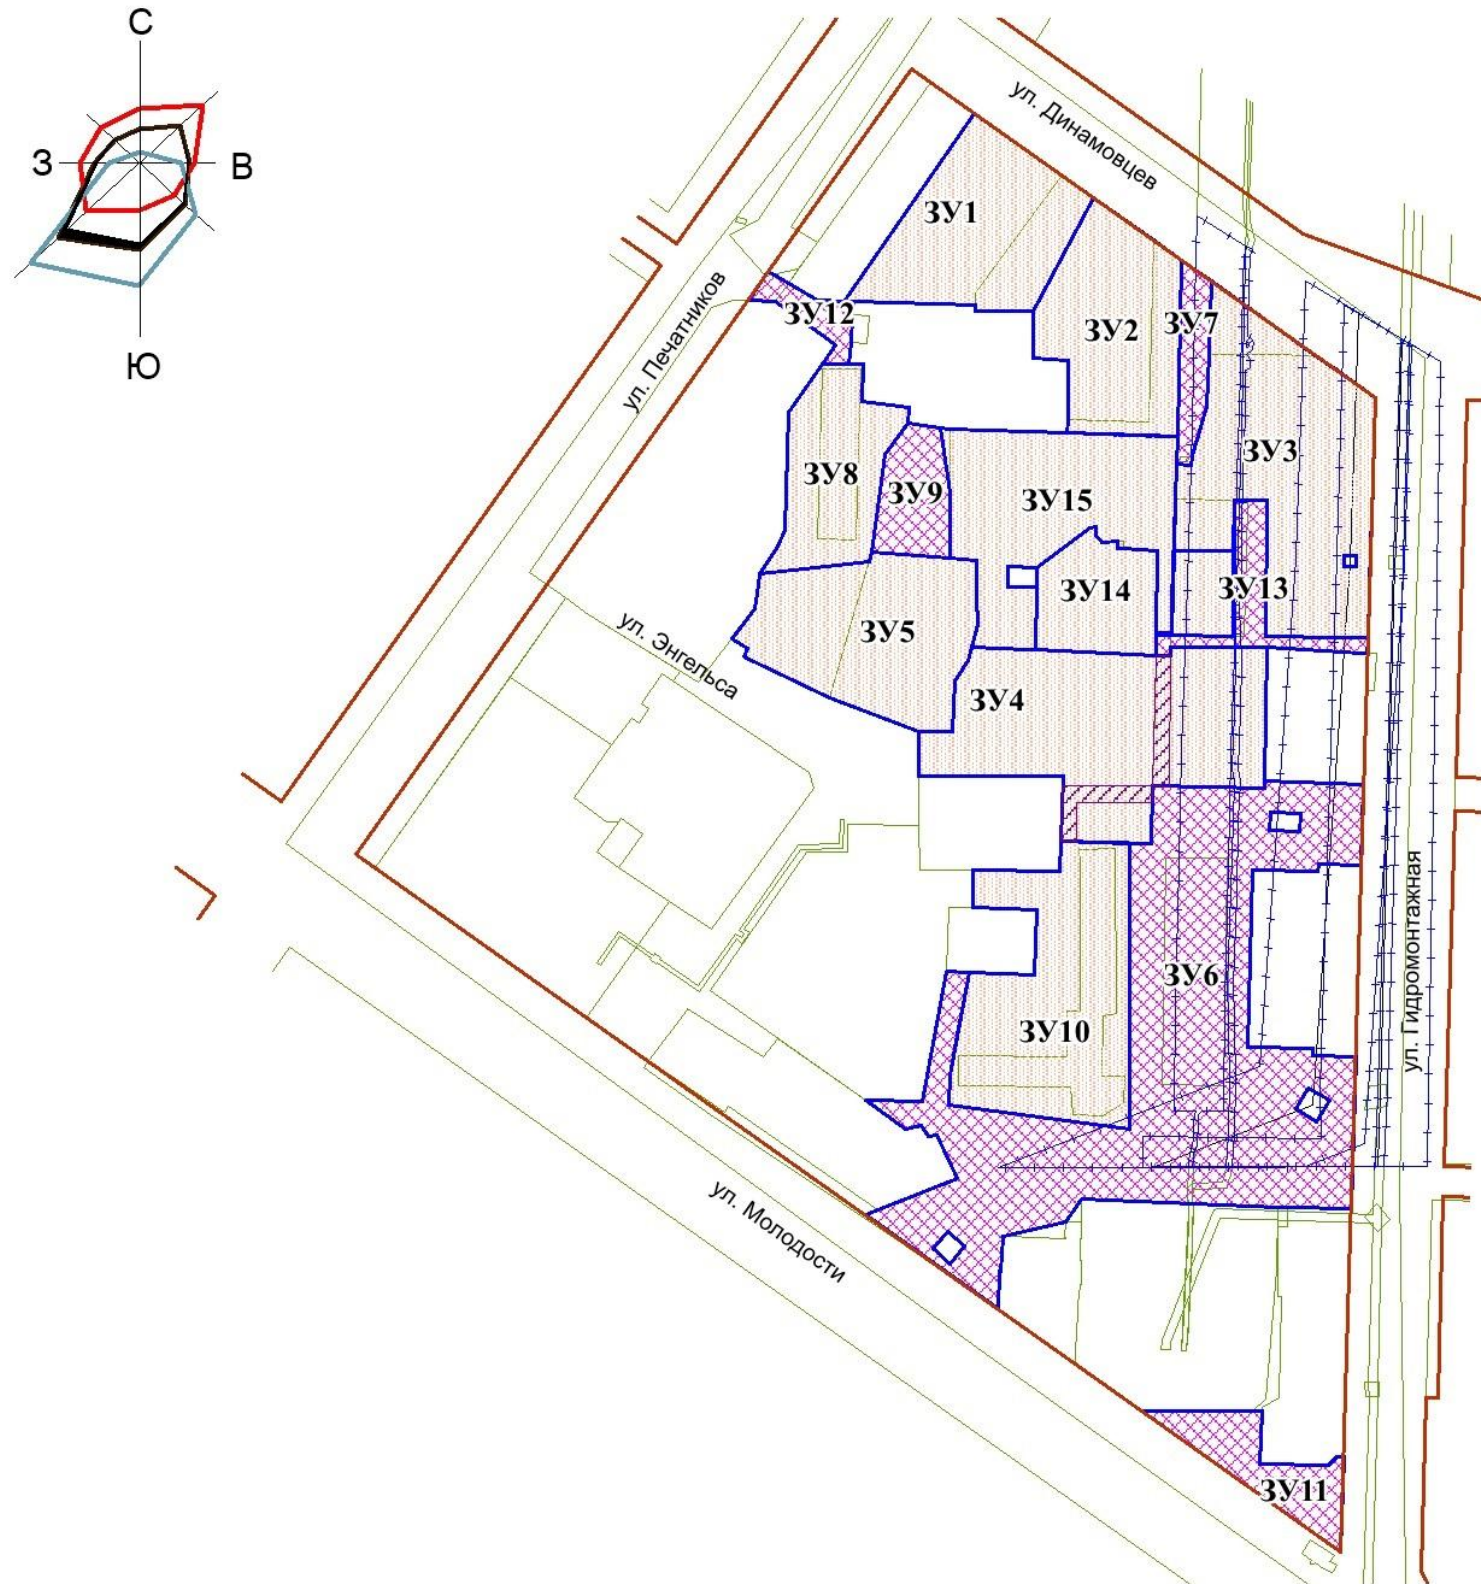 С
З
В
Ю
ул. Динамовцев
ЗУ1
ул. Печатников
ЗУ12
ЗУ2
ЗУ7
ЗУ3
ЗУ8
ЗУ9
ЗУ15
ЗУ14
ЗУ13
ул. Энгельса
ЗУ5
ЗУ4
ул. Гидромонтажная
ЗУ6
ЗУ10
ул. Молодости
ЗУ11